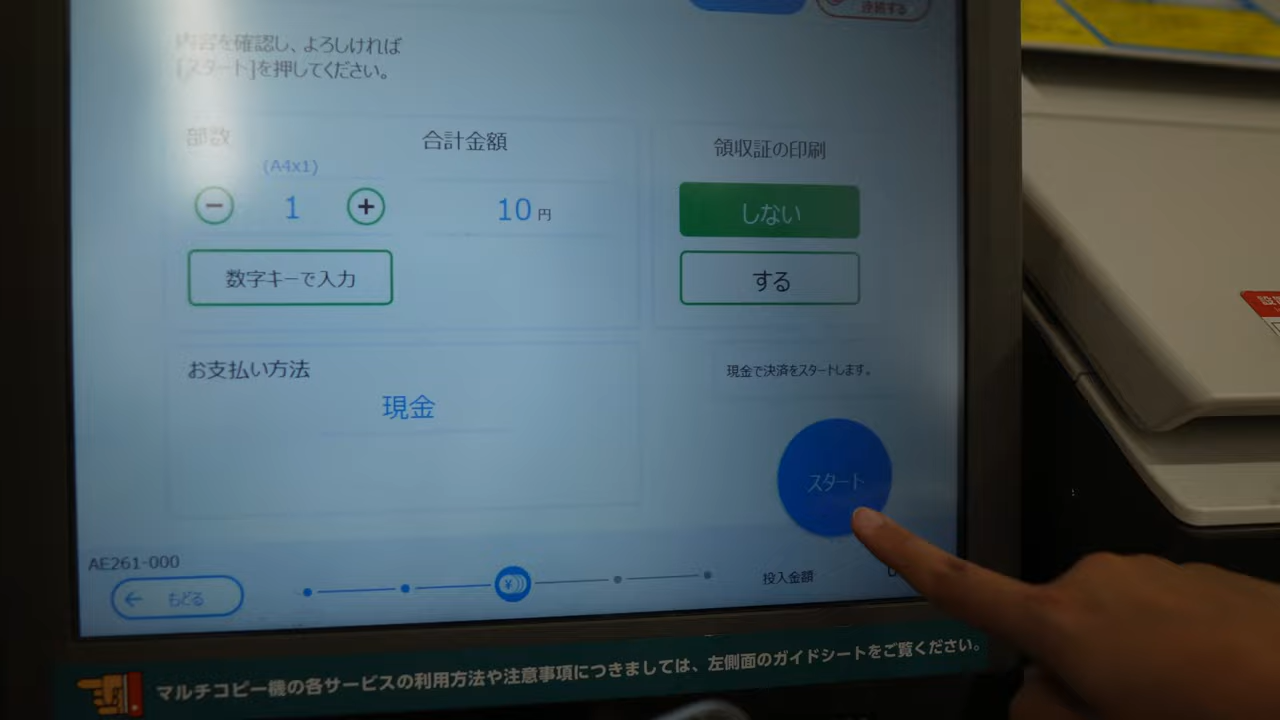 連続する
内容を確認し、よろしければ
[スタート]を押してください。
部数
合計金額
領収証の印刷
(A4x1)
1
10円
しない
数字キーで入力
する
お支払い方法
現金で決済をスタートします。
現金
スタート
AE261-000
もどる
投入金額
マルチコピー機の各サービスの利用方法や注意事項につきましては、左側面のガイドシートをご覧ください。